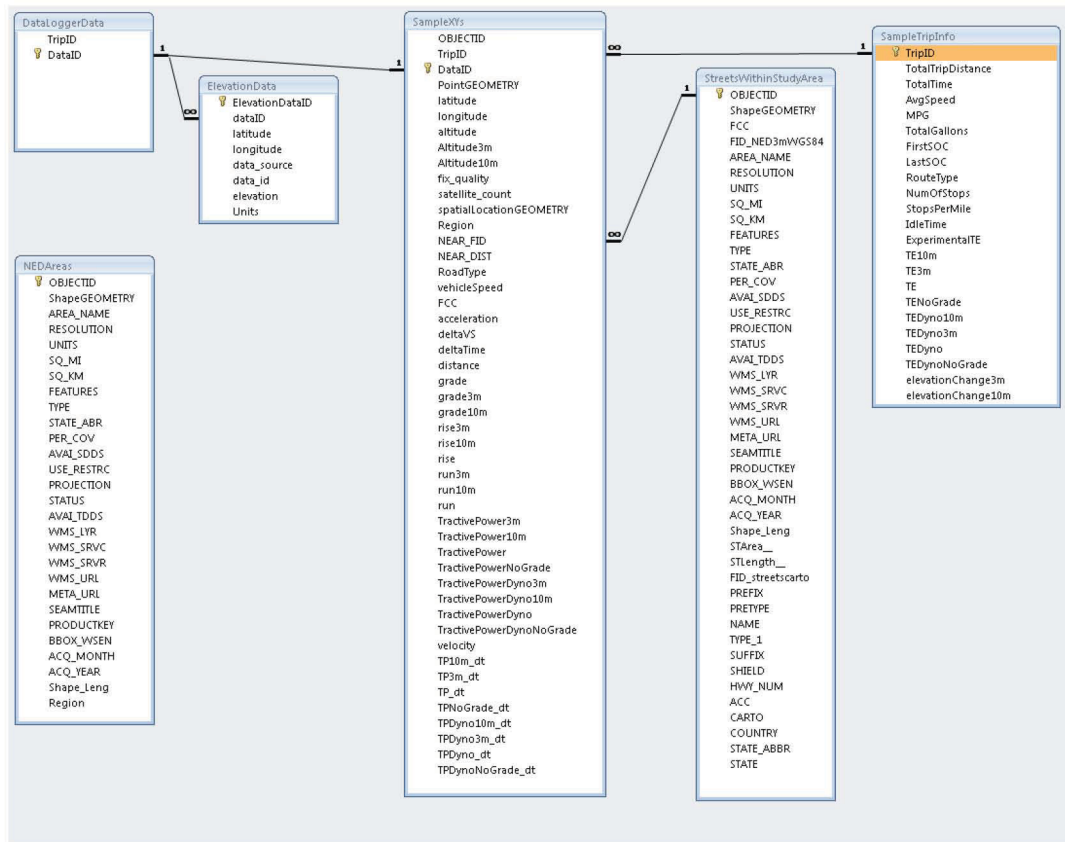 DataLoggerData
TripID
DataID
1
1
ElevationData
ElevationDataID
dataID
latitude
longitude
data_source
data_id
elevation
Units
∞
NEDAreas
OBJECTID
ShapeGEOMETRY
AREA_NAME
RESOLUTION
UNITS
SQ_MI
SQ_KM
FEATURES
TYPE
STATE_ABR
PER_COV
AVAI_SDDS
USE_RESTRC
PROJECTION
STATUS
AVAI_TDDS
WMS_LYR
WMS_SRVC
WMS_SRVR
WMS_URL
META_URL
SEAMTITLE
PRODUCTKEY
BBOX_WSEN
ACQ_MONTH
ACQ_YEAR
Shape_Leng
Region
SampleXYs
OBJECTID
TripID
DataID
PointGEOMETRY
latitude
longitude
altitude
Altitude3m
Altitude10m
fix_quality
satellite_count
spatialLocationGEOMETRY
Region
NEAR_FID
NEAR_DIST
RoadType
vehicleSpeed
FCC
acceleration
deltaVS
deltaTime
distance
grade
grade3m
grade10m
rise3m
rise10m
rise
run3m
run10m
run
TractivePower3m
TractivePower10m
TractivePower
TractivePowerNoGrade
TractivePowerDyno3m
TractivePowerDyno10m
TractivePowerDyno
TractivePowerDynoNoGrade
velocity
TP10m_dt
TP3m_dt
TP_dt
TPNoGrade_dt
TPDyno10m_dt
TPDyno3m_dt
TPDyno_dt
TPDynoNoGrade_dt
∞
1
1
∞
StreetsWithinStudyArea
OBJECTID
ShapeGEOMETRY
FCC
FID_NED3mWGS84
AREA_NAME
RESOLUTION
UNITS
SQ_MI
SQ_KM
FEATURES
TYPE
STATE_ABR
PER_COV
AVAI_SDDS
USE_RESTRC
PROJECTION
STATUS
AVAI_TDDS
WMS_LYR
WMS_SRVC
WMS_SRVR
WMS_URL
META_URL
SEAMTITLE
PRODUCTKEY
BBOX_WSEN
ACQ_MONTH
ACQ_YEAR
Shape_Leng
STArea__
STLength__
FID_streetscarto
PREFIX
PRETYPE
NAME
TYPE_1
SUFFIX
SHIELD
HWY_NUM
ACC
CARTO
COUNTRY
STATE_ABBR
STATE
SampleTripInfo
TripID
TotalTripDistance
TotalTime
AvgSpeed
MPG
TotalGallons
FirstSOC
LastSOC
RouteType
NumOfStops
StopsPerMile
IdleTime
ExperimentalTE
TE10m
TE3m
TE
TENoGrade
TEDyno10m
TEDyno3m
TEDyno
TEDynoNoGrade
elevationChange3m
elevationChange10m